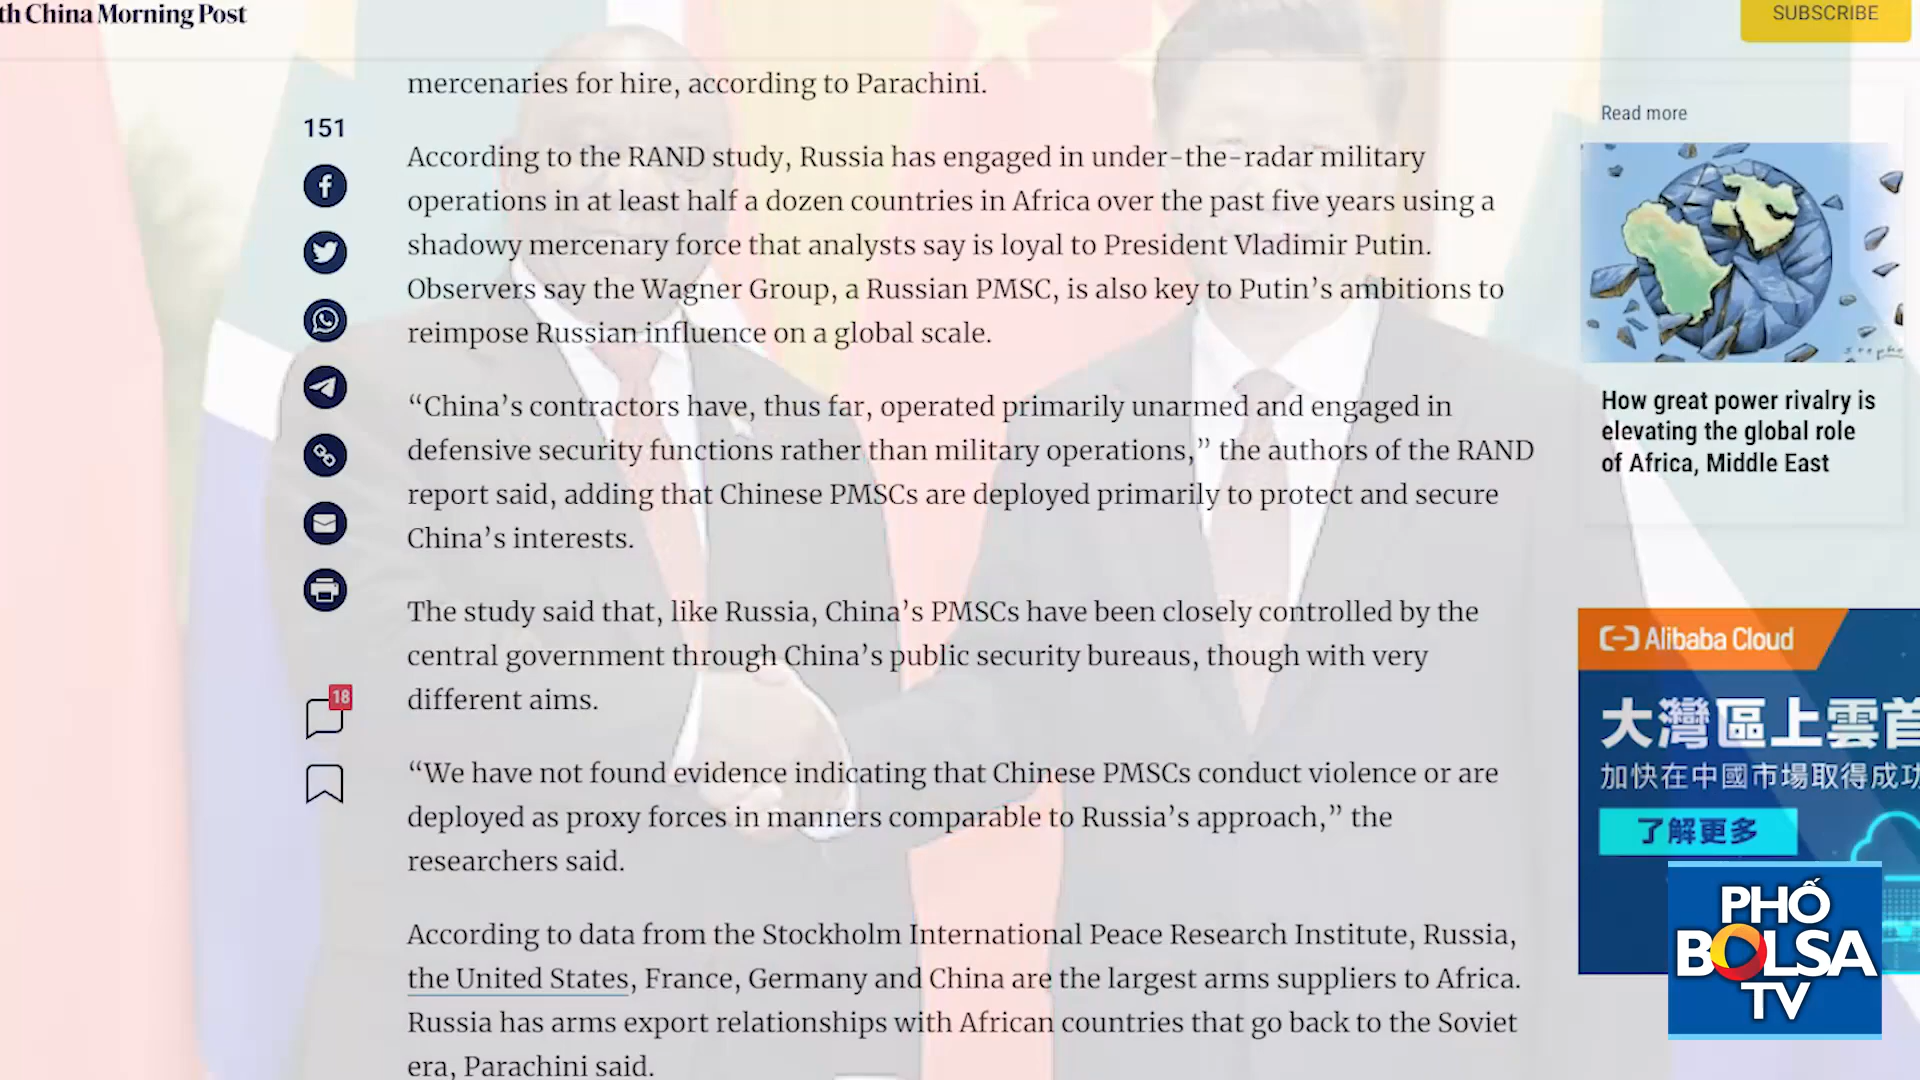 th China Morning Post
SUBSCRIBE
mercenaries for hire, according to Parachini.
151
According to the RAND study, Russia has engaged in under-the-radar military
operations in at least half a dozen countries in Africa over the past five years using a
shadowy mercenary force that analysts say is loyal to President Vladimir Putin.
Observers say the Wagner Group, a Russian PMSC, is also key to Putin’s ambitions to
reimpose Russian influence on a global scale.
“China’s contractors have, thus far, operated primarily unarmed and engaged in
defensive security functions rather than military operations,” the authors of the RAND
report said, adding that Chinese PMSCs are deployed primarily to protect and secure
China’s interests.
The study said that, like Russia, China’s PMSCs have been closely controlled by the
central government through China’s public security bureaus, though with very
different aims.
18
“We have not found evidence indicating that Chinese PMSCs conduct violence or are
deployed as proxy forces in manners comparable to Russia’s approach,” the
researchers said.
According to data from the Stockholm International Peace Research Institute, Russia,
the United States, France, Germany and China are the largest arms suppliers to Africa.
Russia has arms export relationships with African countries that go back to the Soviet
era, Parachini said.
Read more
How great power rivalry is
elevating the global role
of Africa, Middle East
Alibaba Cloud
大灣區上雲首
加快在中國市場取得成功
了解更多
PHỐ
BOLSA
TV